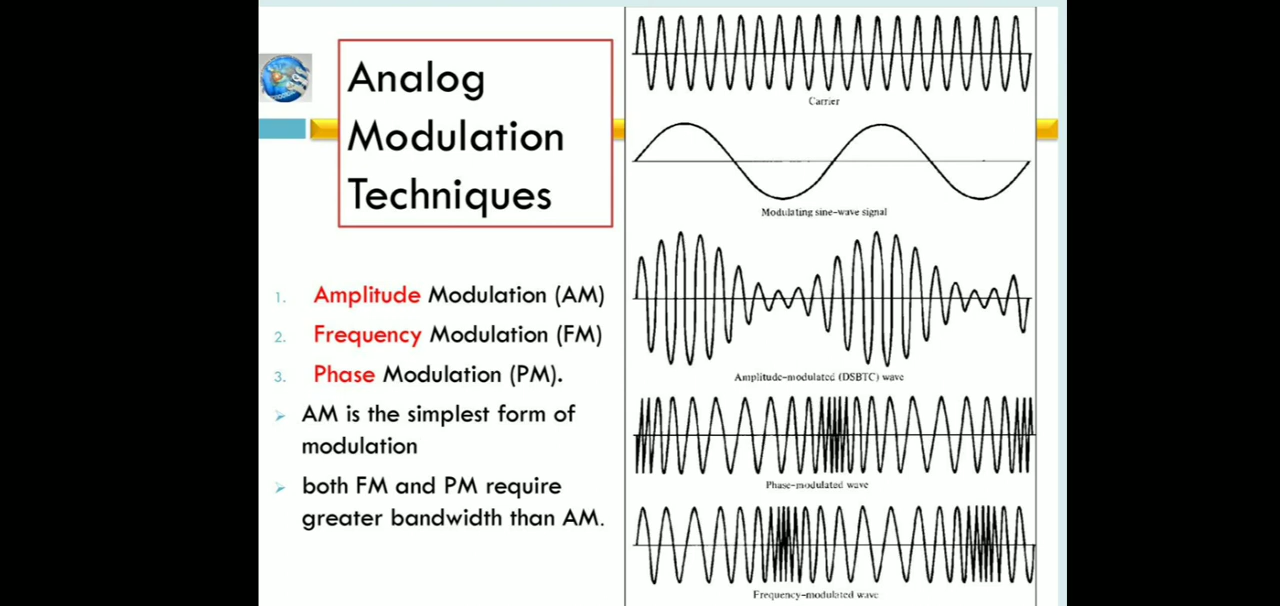 Analog
Modulation
Techniques
1. Amplitude Modulation (AM)
2. Frequency Modulation (FM)
3. Phase Modulation (PM).
➢ AM is the simplest form of
modulation
➢ both FM and PM require
greater bandwidth than AM.
Carrier
Modulating sine-wave signal
Amplitude-modulated (DSBTC) wave
Phase-modulated wave
Frequency-modulated wave